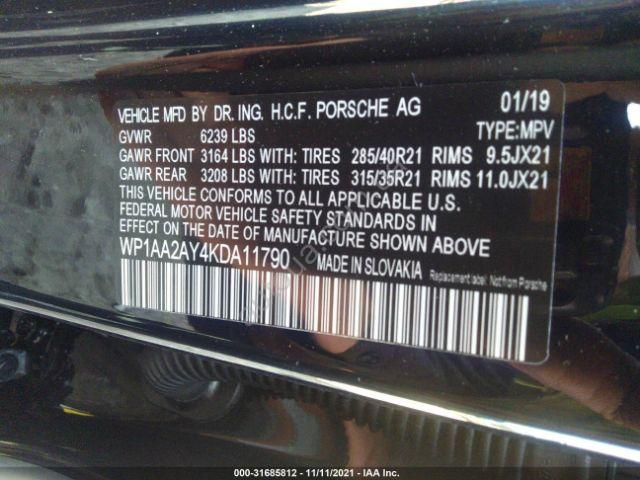 VEHICLE MFD BY DR. ING. H.C.F. PORSCHE AG 01/19
GVWR 6239 LBS TYPE:MPV
GAWR FRONT 3164 LBS WITH: TIRES 285/40R21 RIMS 9.5JX21
GAWR REAR 3208 LBS WITH: TIRES 315/35R21 RIMS 11.0JX21
THIS VEHICLE CONFORMS TO ALL APPLICABLE U.S.
FEDERAL MOTOR VEHICLE SAFETY STANDARDS IN
EFFECT ON THE DATE OF MANUFACTURE SHOWN ABOVE
WP1AA2AY4KDA11790 MADE IN SLOVAKIA Replacement label: Not from Porsche
000-31685812 - 11/11/2021 - IAA Inc.